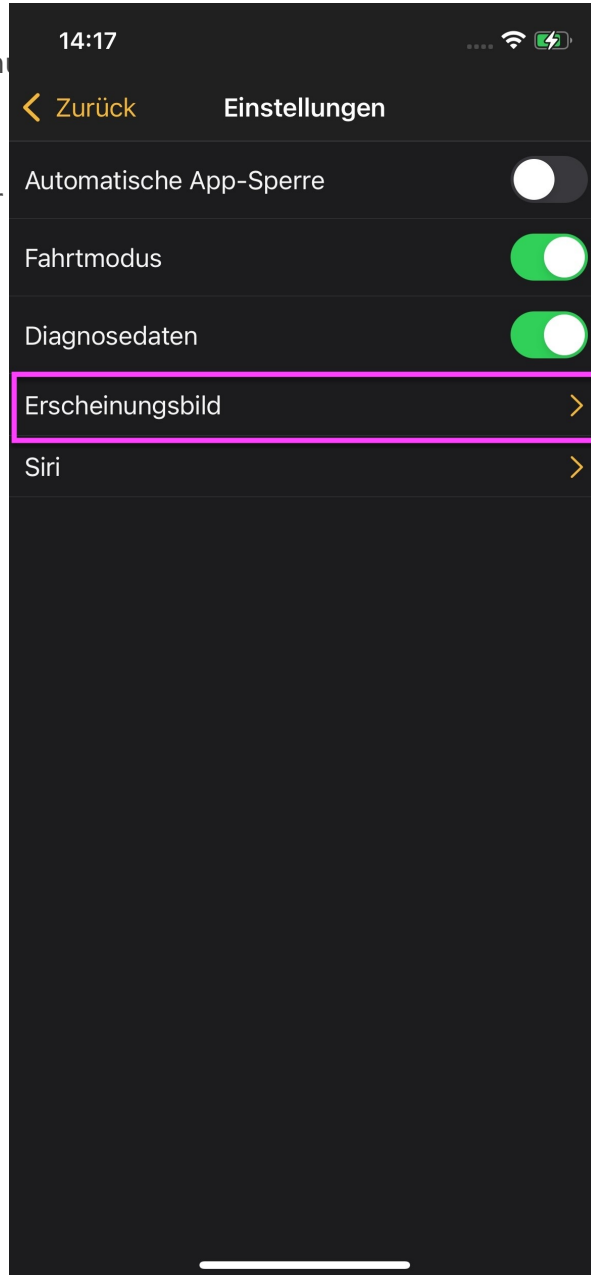 14:17
Zurück Einstellungen
Automatische App-Sperre
Fahrtmodus
Diagnosedaten
Erscheinungsbild
Siri